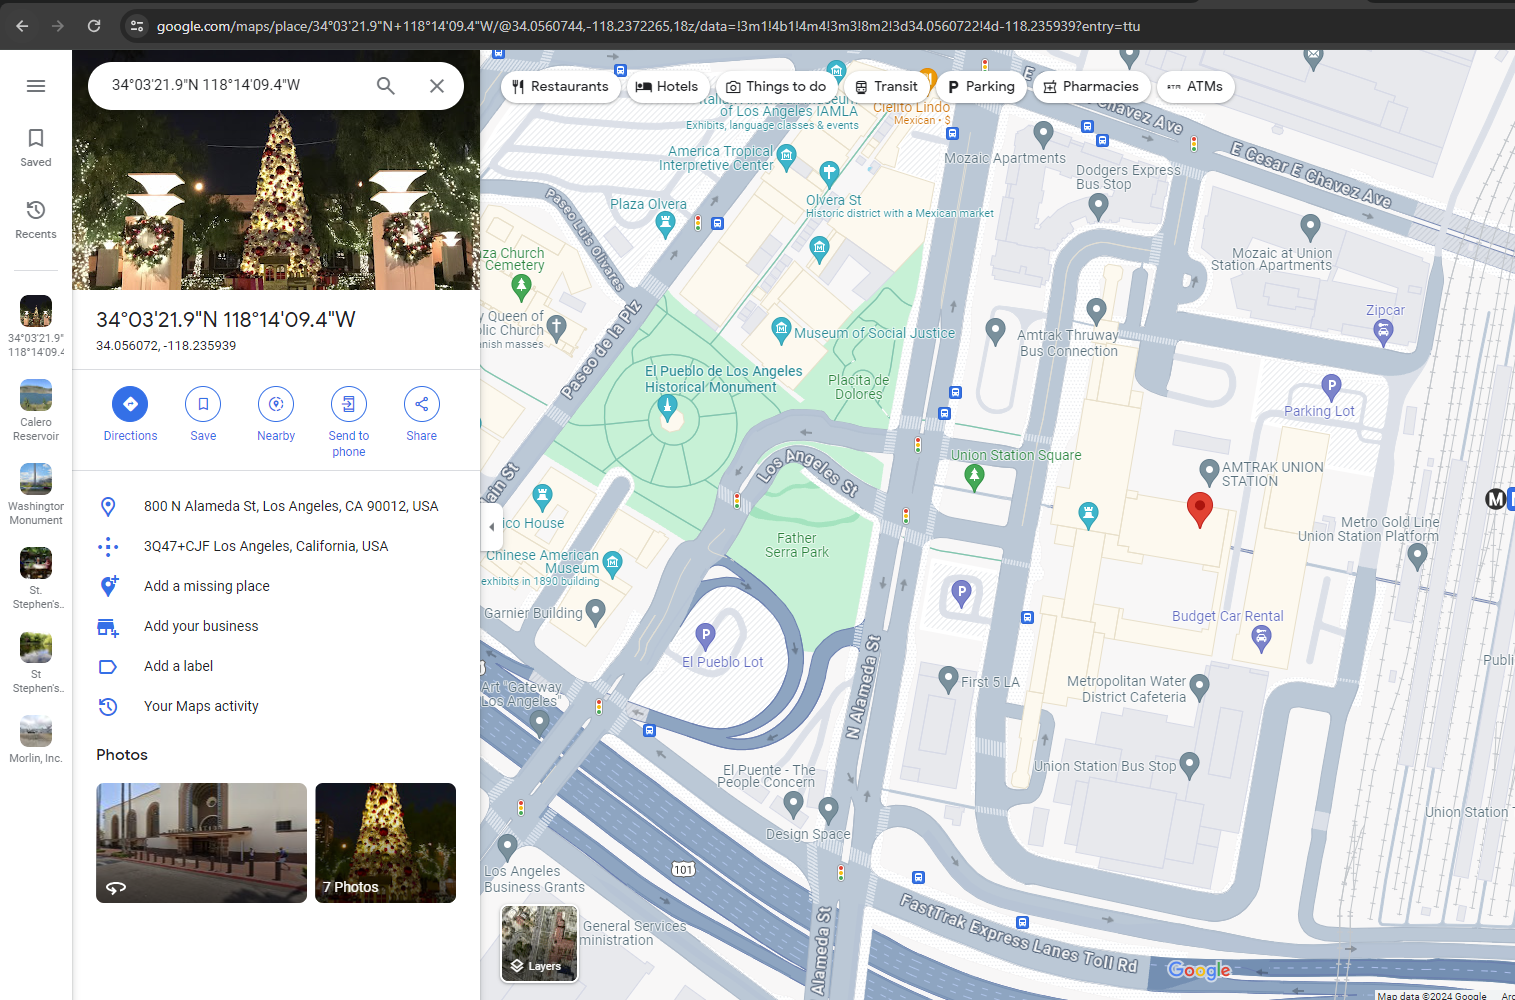 google.com/maps/place/34°03'21.9"N+118°14'09.4"W/@34.0560744,-118.2372265,18z/data=!3m1!4b1!4m4!3m3!8m2!3d34.0560722!4d-118.235939?entry=ttu
34°03'21.9"N 118°14'09.4"W
Saved
Recents
34°03'21.9"
118°14'09.4
Calero
Reservoir
Washington
Monument
St.
Stephen's..
St
Stephen's..
Morlin, Inc.
34°03'21.9"N 118°14'09.4"W
34.056072, -118.235939
Directions
Save
Nearby
Send to
phone
Share
800 N Alameda St, Los Angeles, CA 90012, USA
3Q47+CJF Los Angeles, California, USA
Add a missing place
Add your business
Add a label
Your Maps activity
Photos
7 Photos
Restaurants
Hotels
Things to do
Transit
Parking
Pharmacies
ATM ATMs
of Los Angeles IAMLA
Exhibits, language classes & events
Cielito Lindo
Mexican • $
E
Chavez Ave
E Cesar E Chavez Ave
America Tropical
Interpretive Center
Mozaic Apartments
Dodgers Express
Bus Stop
Paseo Luis Olivares
Plaza Olvera
Olvera St
Historic district with a Mexican market
za Church
Cemetery
Mozaic at Union
Station Apartments
Zipcar
y Queen of
lic Church
nish masses
Paseo de la Plz
Museum of Social Justice
Amtrak Thruway
Bus Connection
El Pueblo de Los Angeles
Historical Monument
Placita de
Dolores
Parking Lot
Union Station Square
AMTRAK UNION
STATION
Los Angeles St
ain St
ico House
M
Metro Gold Line
Union Station Platform
Father
Serra Park
Chinese American
Museum
exhibits in 1890 building
Garnier Building
Budget Car Rental
El Pueblo Lot
N Alameda St
First 5 LA
Metropolitan Water
District Cafeteria
Publi
Art "Gateway
Los Angeles"
Union Station Bus Stop
El Puente - The
People Concern
Design Space
Union Station T
101
Los Angeles
Business Grants
General Services
ministration
Layers
Alameda St
FastTrak Express Lanes Toll Rd
Google
Map data ©2024 Google